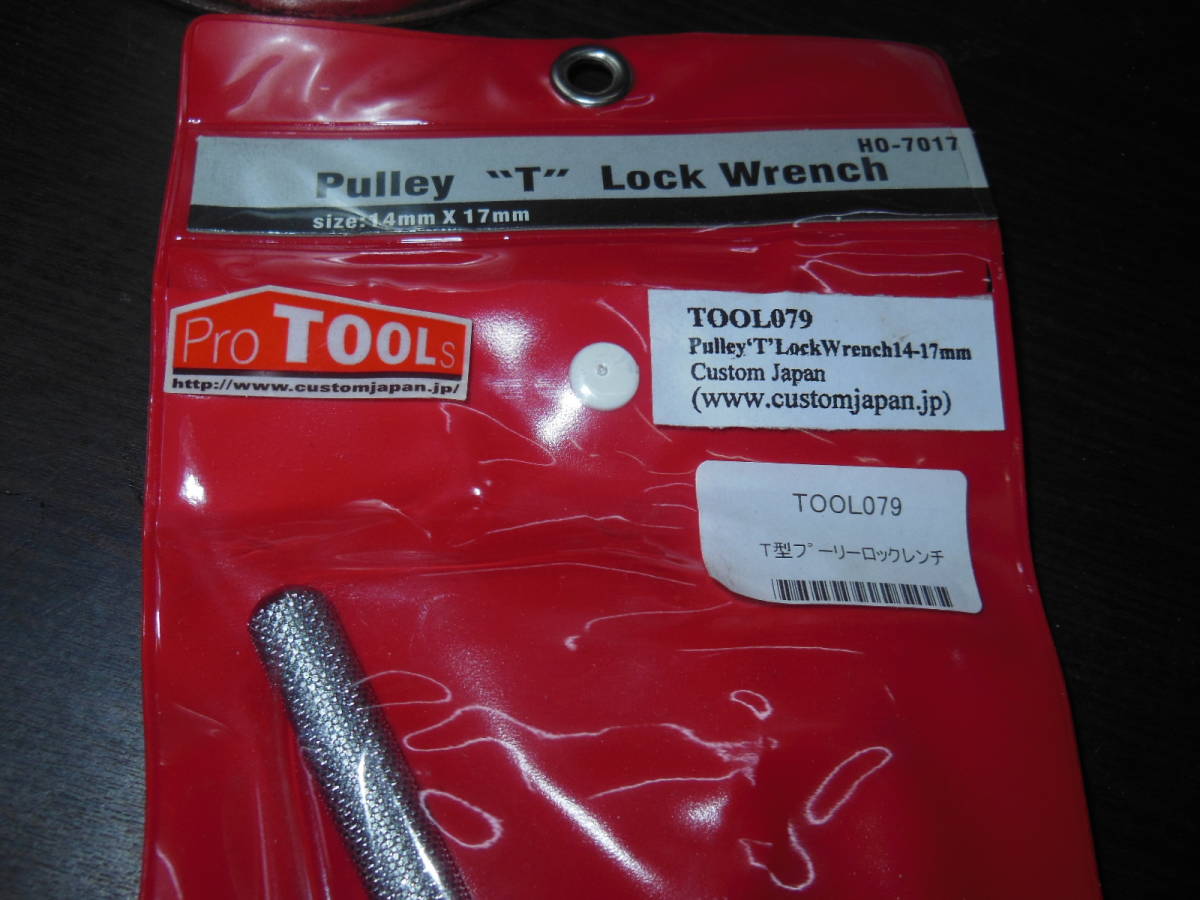 HO-7017
Pulley "T" Lock Wrench
size:14mm X 17mm
Pro TOOLs
http://www.customjapan.jp/
TOOL079
Pulley‘T’LockWrench14-17mm
Custom Japan
(www.customjapan.jp)
TOOL079
T型プーリーロックレンチ